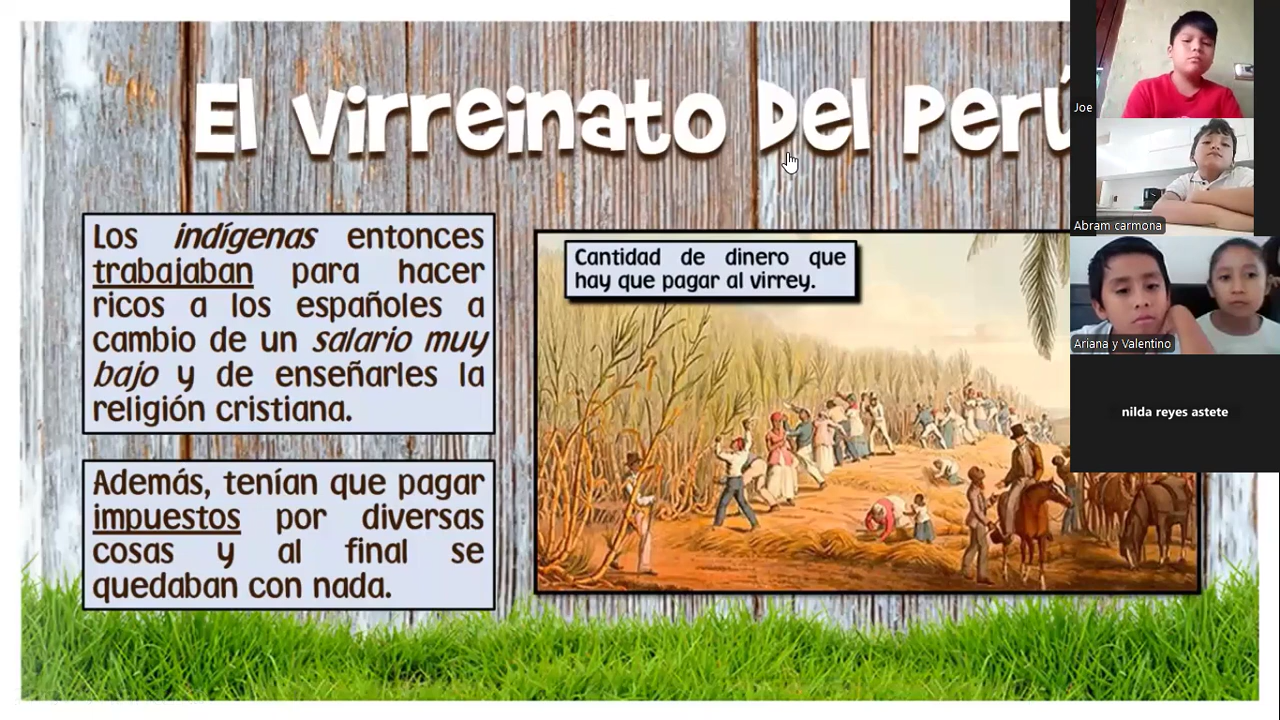 El Virreinato Del Perú
Los indígenas entonces
trabajaban para hacer
ricos a los españoles a
cambio de un salario muy
bajo y de enseñarles la
religión cristiana.
Además, tenían que pagar
impuestos por diversas
cosas y al final se
quedaban con nada.
Cantidad de dinero que
hay que pagar al virrey.
Joe
Abram carmona
Ariana y Valentino
nilda reyes astete